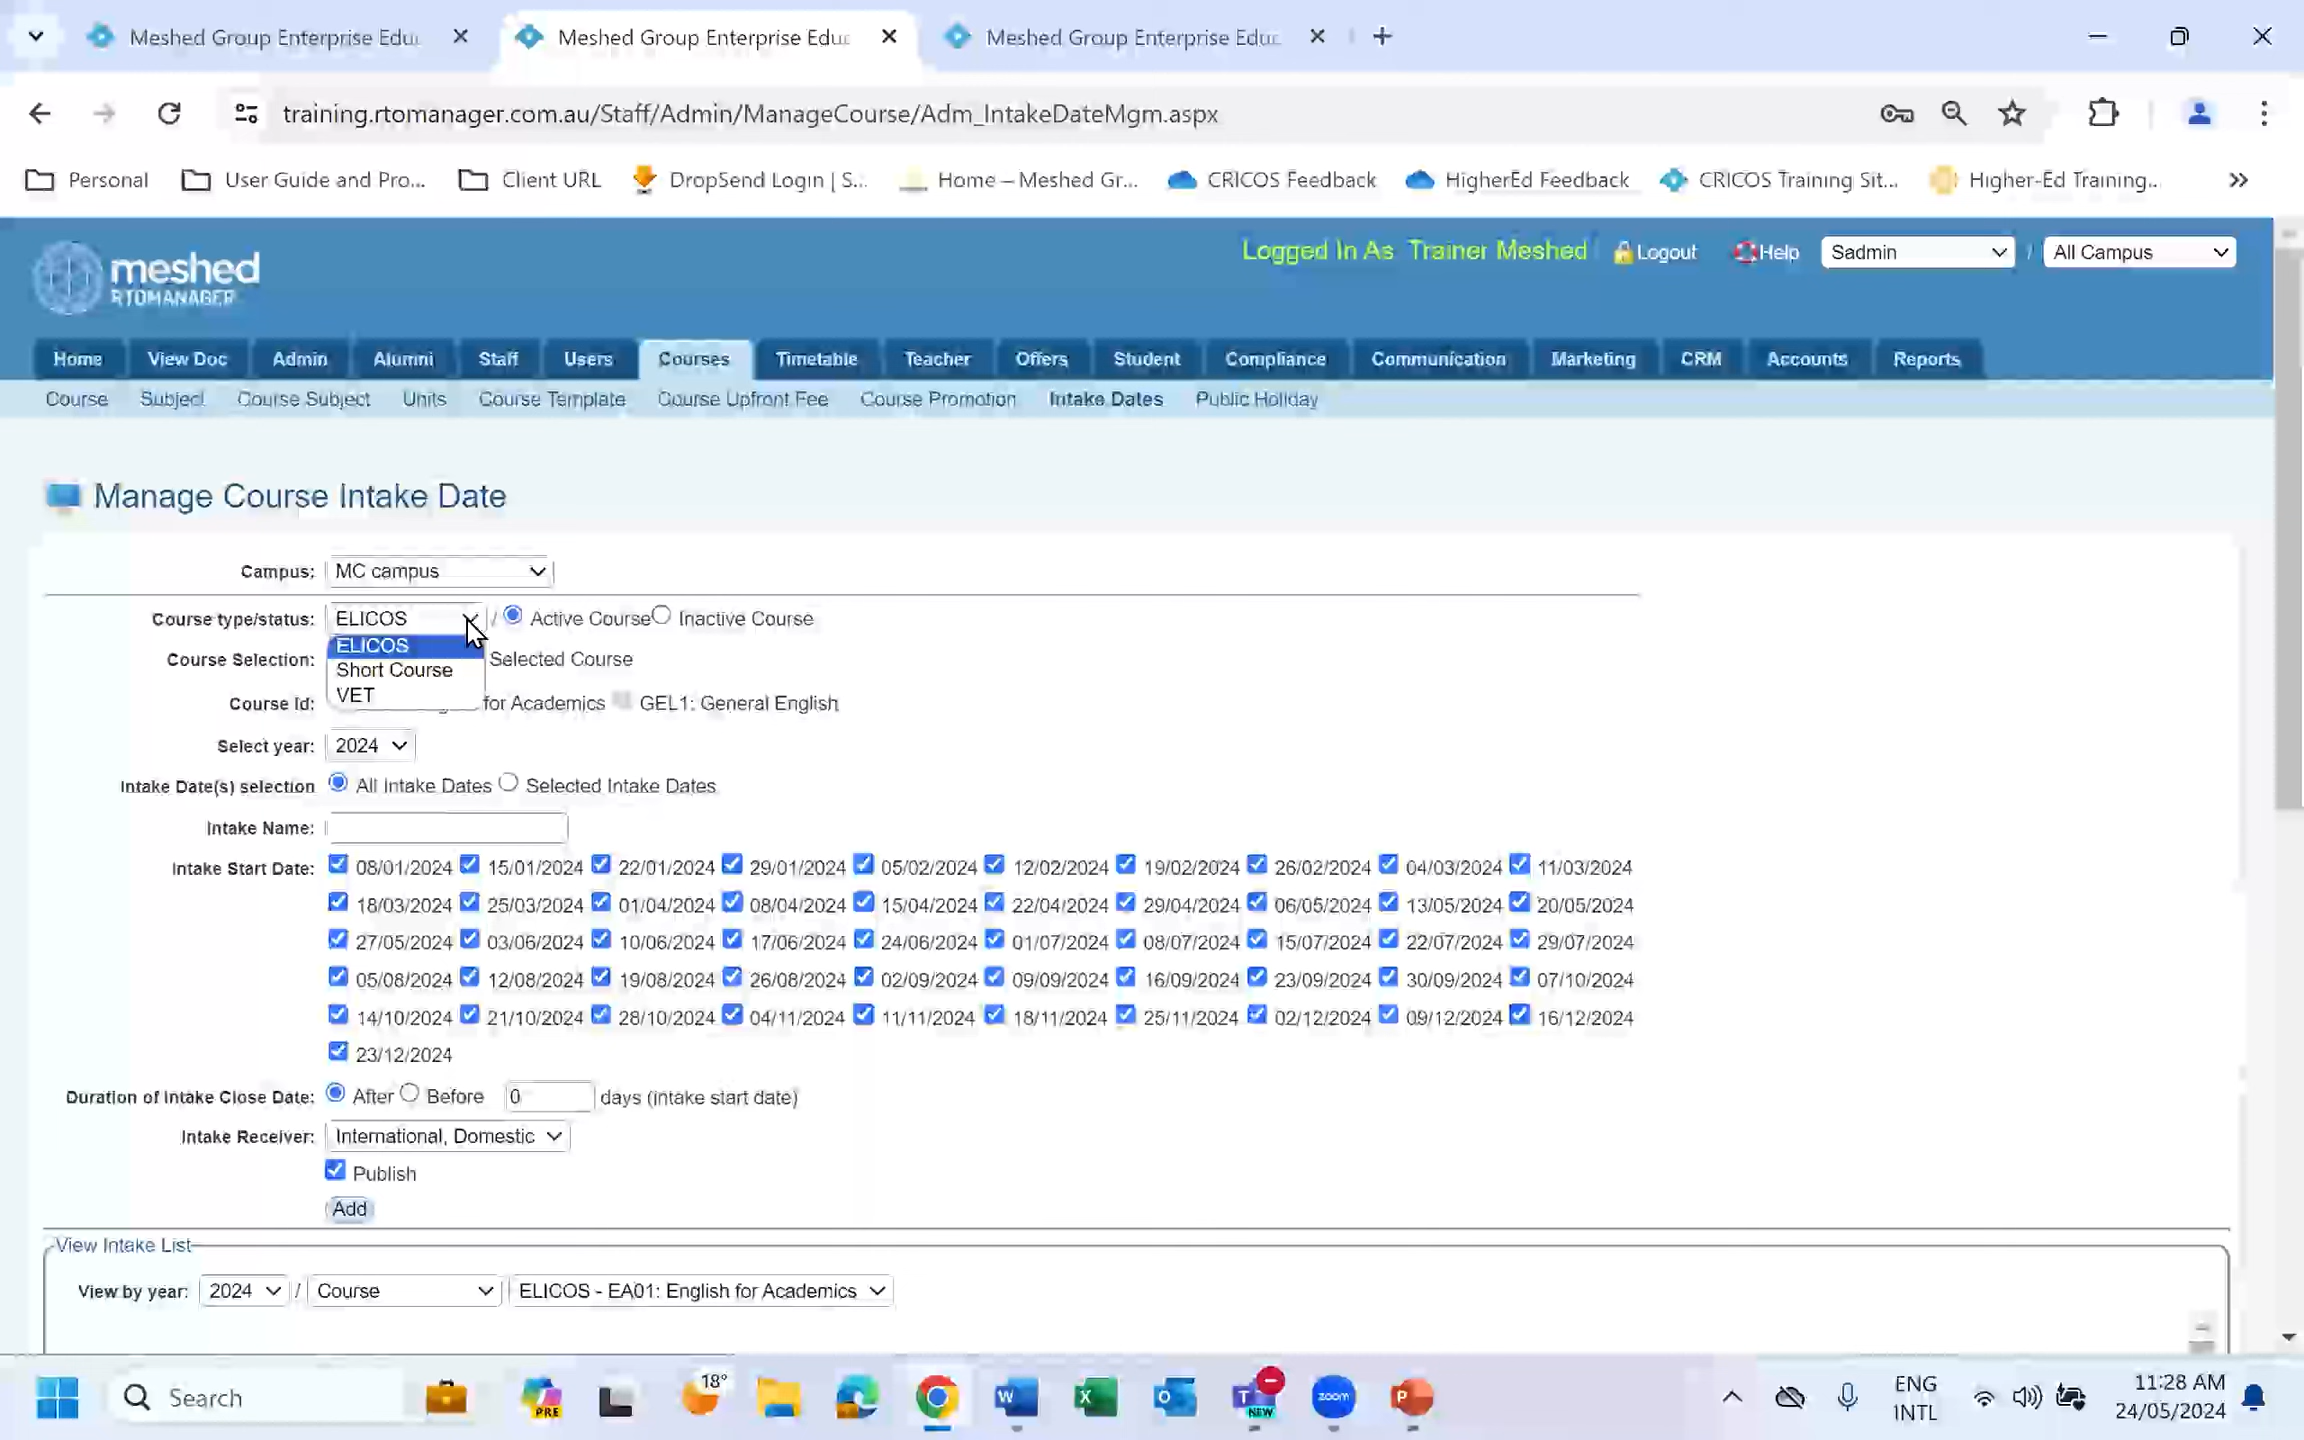 Meshed Group Enterprise Edu
Meshed Group Enterprise Edu
Meshed Group Enterprise Educ
training.rtomanager.com.au/Staff/Admin/ManageCourse/Adm_IntakeDateMgm.aspx
Personal User Guide and Pro... Client URL DropSend Login | S... Home – Meshed Gr... CRICOS Feedback HigherEd Feedback CRICOS Training Sit... Higher-Ed Training...
Logged In As Trainer Meshed Logout Help Sadmin / All Campus
meshed
RTOMANAGER
Home View Doc Admin Alumni Staff Users Courses Timetable Teacher Offers Student Compliance Communication Marketing CRM Accounts Reports
Course Subject Course Subject Units Course Template Course Upfront Fee Course Promotion Intake Dates Public Holiday
Manage Course Intake Date
Campus: MC campus
Course type/status: ELICOS / Active Course Inactive Course
ELICOS
Short Course
VET
Course Selection: Selected Course
Course Id: for Academics GEL1: General English
Select year: 2024
Intake Date(s) selection All Intake Dates Selected Intake Dates
Intake Name:
Intake Start Date: 08/01/2024 15/01/2024 22/01/2024 29/01/2024 05/02/2024 12/02/2024 19/02/2024 26/02/2024 04/03/2024 11/03/2024
18/03/2024 25/03/2024 01/04/2024 08/04/2024 15/04/2024 22/04/2024 29/04/2024 06/05/2024 13/05/2024 20/05/2024
27/05/2024 03/06/2024 10/06/2024 17/06/2024 24/06/2024 01/07/2024 08/07/2024 15/07/2024 22/07/2024 29/07/2024
05/08/2024 12/08/2024 19/08/2024 26/08/2024 02/09/2024 09/09/2024 16/09/2024 23/09/2024 30/09/2024 07/10/2024
14/10/2024 21/10/2024 28/10/2024 04/11/2024 11/11/2024 18/11/2024 25/11/2024 02/12/2024 09/12/2024 16/12/2024
23/12/2024
Duration of Intake Close Date: After Before 0 days (intake start date)
Intake Receiver: International, Domestic
Publish
Add
View Intake List
View by year: 2024 / Course ELICOS - EA01: English for Academics
Search
PRE
18°
W
X
O
T
NEW
zoom
P
ENG
INTL
11:28 AM
24/05/2024